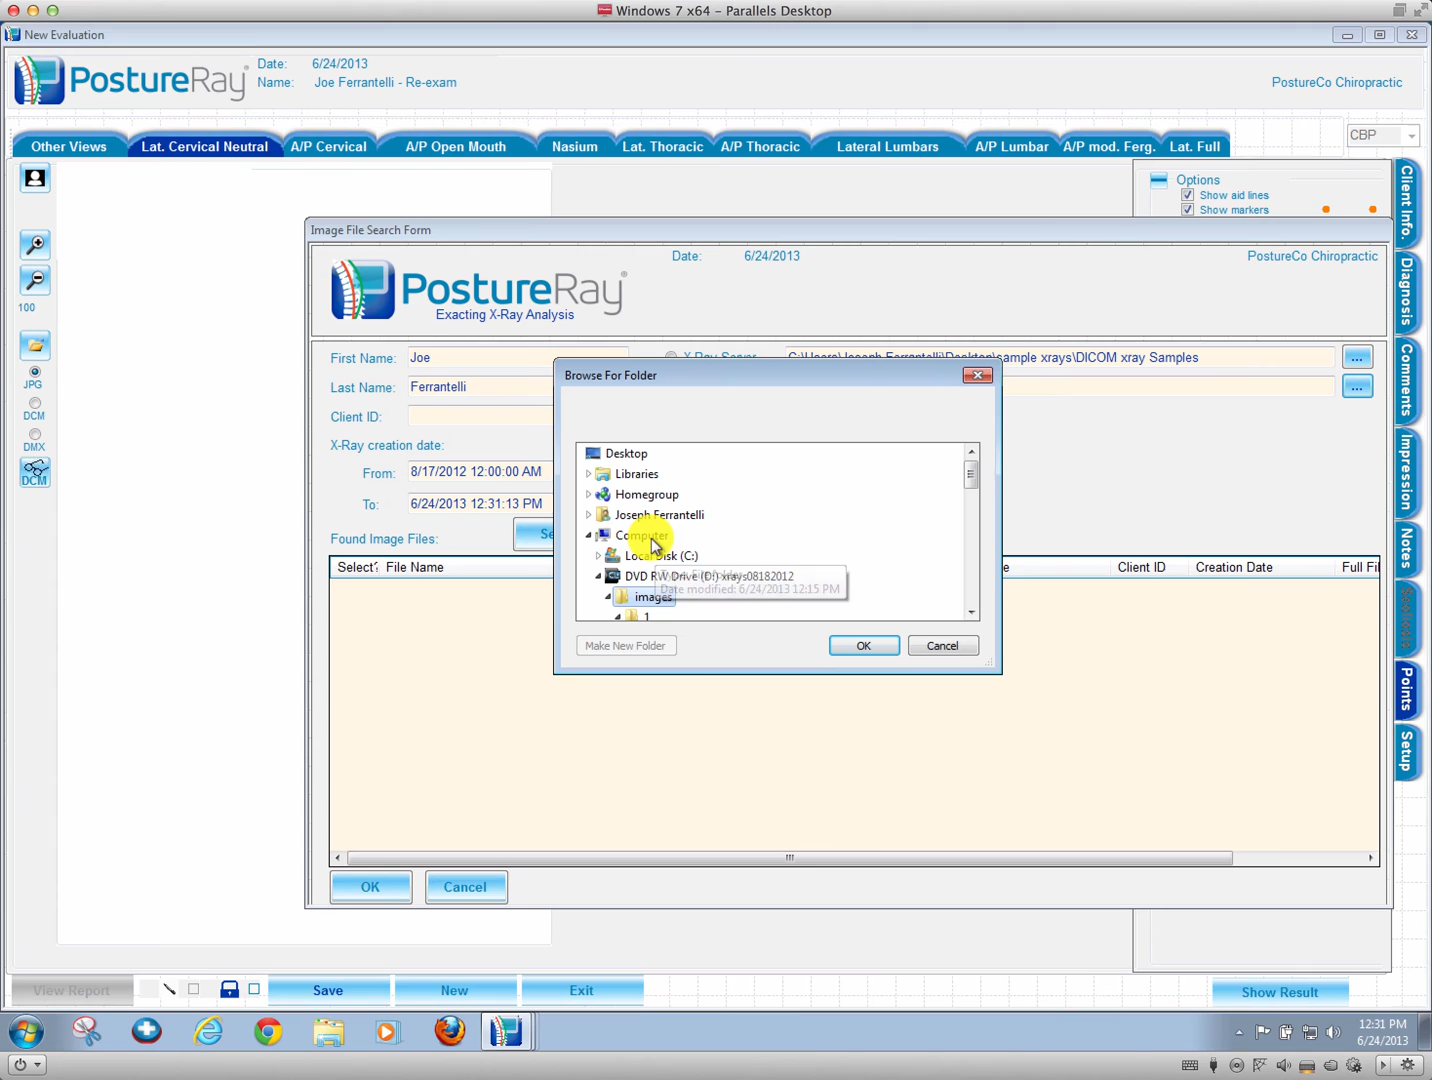 Windows 7 x64 - Parallels Desktop
New Evaluation
PostureRay®
Date: 6/24/2013
Name: Joe Ferrantelli - Re-exam
PostureCo Chiropractic
Other Views
Lat. Cervical Neutral
A/P Cervical
A/P Open Mouth
Nasium
Lat. Thoracic
A/P Thoracic
Lateral Lumbars
A/P Lumbar
A/P mod. Ferg.
Lat. Full
CBP
Options
Show aid lines
Show markers
100
JPG
DCM
DMX
DCM
Client Info.
Diagnosis
Comments
Impression
Notes
Scoliosis
Points
Setup
Image File Search Form
PostureRay®
Exacting X-Ray Analysis
Date: 6/24/2013
PostureCo Chiropractic
First Name: Joe
X-Ray Server
C:\Users\Joseph Ferrantelli\Desktop\sample xrays\DICOM xray Samples
...
Last Name: Ferrantelli
...
Client ID:
X-Ray creation date:
From: 8/17/2012 12:00:00 AM
To: 6/24/2013 12:31:13 PM
Found Image Files:
Se
Select?
File Name
Client ID
Creation Date
Full Fi
Browse For Folder
Desktop
Libraries
Homegroup
Joseph Ferrantelli
Computer
Local Disk (C:)
DVD RW Drive (D:) xrays08182012
Date modified: 6/24/2013 12:15 PM
images
1
Make New Folder
OK
Cancel
OK
Cancel
View Report
Save
New
Exit
Show Result
12:31 PM
6/24/2013